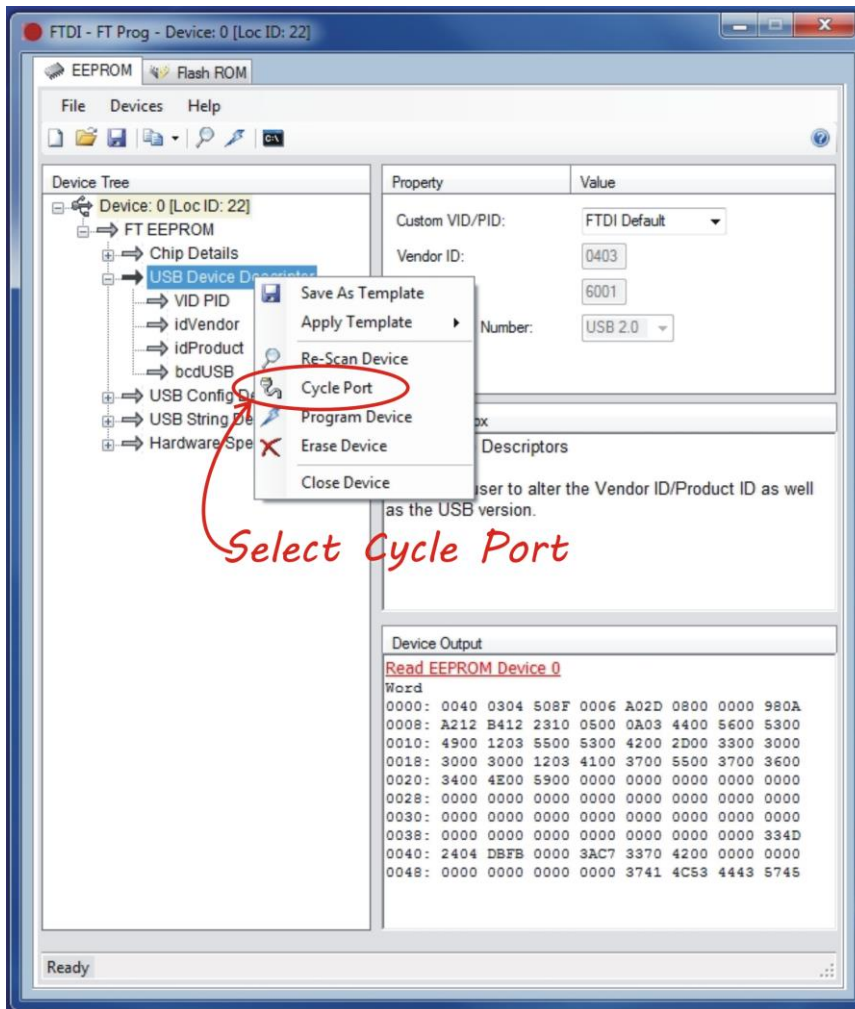 FTDI - FT Prog - Device: 0 [Loc ID: 22]
EEPROM Flash ROM
File Devices Help
Device Tree
Device: 0 [Loc ID: 22]
FT EEPROM
Chip Details
USB Device Descriptor
VID PID
idVendor
idProduct
bcdUSB
USB Config De
USB String De
Hardware Spe
Save As Template
Apply Template
Re-Scan Device
Cycle Port
Program Device
Erase Device
Close Device
Select Cycle Port
Property Value
Custom VID/PID: FTDI Default
Vendor ID: 0403
6001
Number: USB 2.0
Descriptors
ser to alter the Vendor ID/Product ID as well
as the USB version.
Device Output
Read EEPROM Device 0
Word
0000: 0040 0304 508F 0006 A02D 0800 0000 980A
0008: A212 B412 2310 0500 0A03 4400 5600 5300
0010: 4900 1203 5500 5300 4200 2D00 3300 3000
0018: 3000 3000 1203 4100 3700 5500 3700 3600
0020: 3400 4E00 5900 0000 0000 0000 0000 0000
0028: 0000 0000 0000 0000 0000 0000 0000 0000
0030: 0000 0000 0000 0000 0000 0000 0000 0000
0038: 0000 0000 0000 0000 0000 0000 0000 334D
0040: 2404 DBFB 0000 3AC7 3370 4200 0000 0000
0048: 0000 0000 0000 0000 3741 4C53 4443 5745
Ready